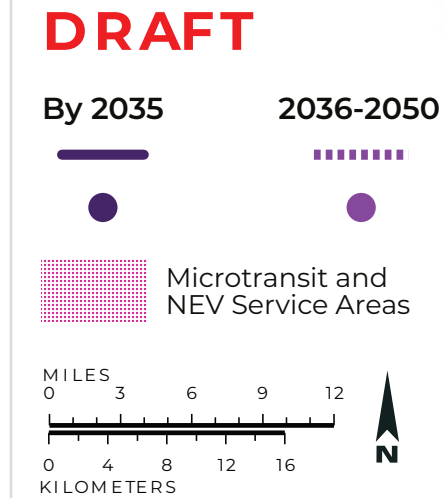 DRAFT
By 2035 2036-2050
Microtransit and
NEV Service Areas
MILES
0 3 6 9 12
0 4 8 12 16
KILOMETERS
N